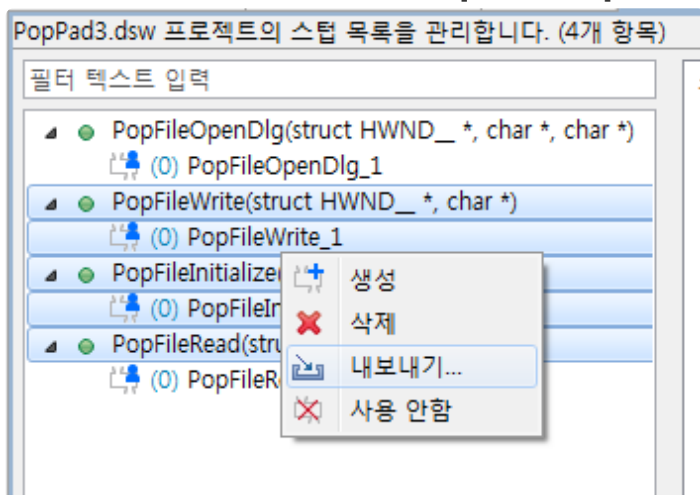 PopPad3.dsw 프로젝트의 스텁 목록을 관리합니다. (4개 항목)
필터 텍스트 입력
PopFileOpenDlg(struct HWND__ *, char *, char *)
(0) PopFileOpenDlg_1
PopFileWrite(struct HWND__ *, char *)
(0) PopFileWrite_1
PopFileInitialize(
(0) PopFileIn
PopFileRead(stru
(0) PopFileR
생성
삭제
내보내기...
사용 안함